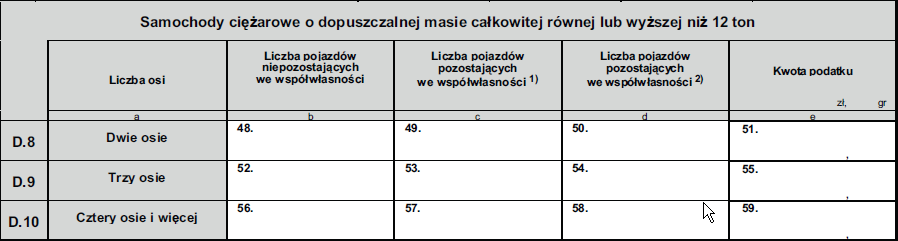 Samochody ciężarowe o dopuszczalnej masie całkowitej równej lub wyższej niż 12 ton
Liczba osi
Liczba pojazdów
niepozostających
we współwłasności
Liczba pojazdów
pozostających
we współwłasności 1)
Liczba pojazdów
pozostających
we współwłasności 2)
Kwota podatku
zł, gr
a b c d e
D.8 Dwie osie 48. 49. 50. 51. ,
D.9 Trzy osie 52. 53. 54. 55. ,
D.10 Cztery osie i więcej 56. 57. 58. 59. ,